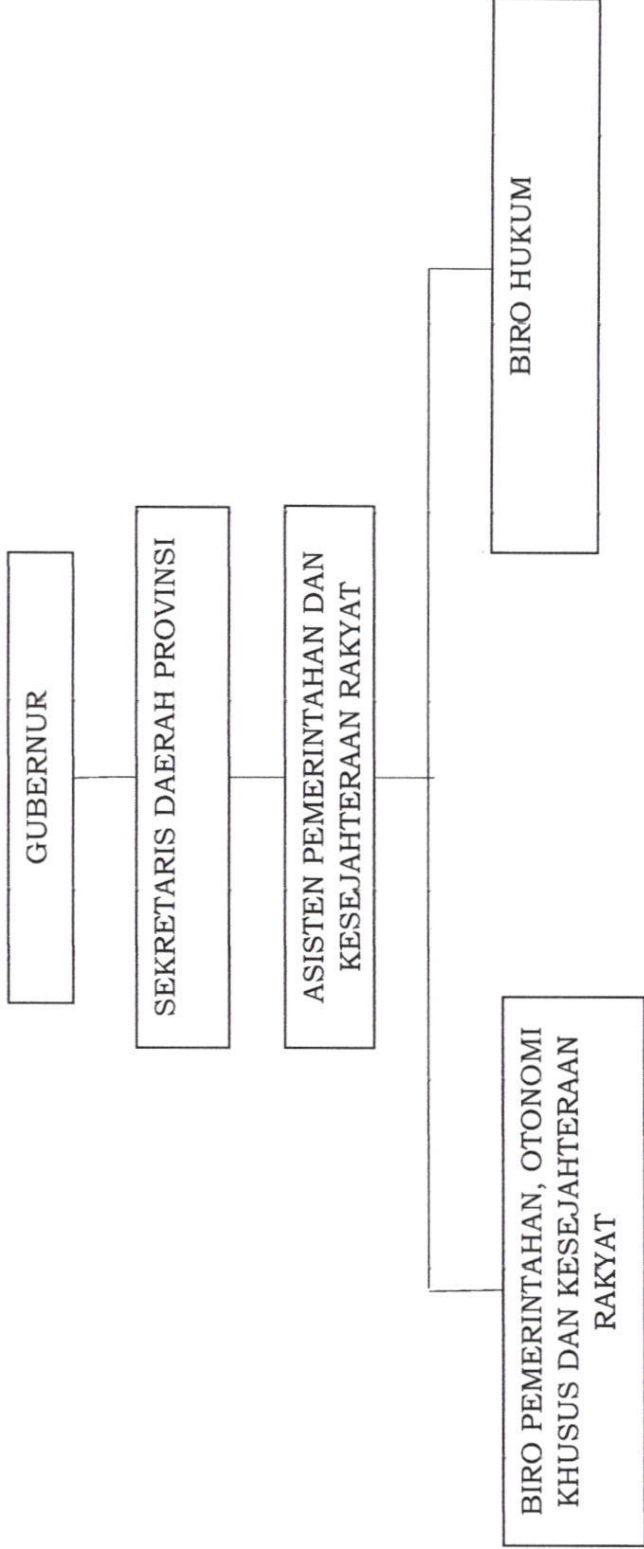 GUBERNUR
SEKRETARIS DAERAH PROVINSI
ASISTEN PEMERINTAHAN DAN
KESEJAHTERAAN RAKYAT
BIRO PEMERINTAHAN, OTONOMI
KHUSUS DAN KESEJAHTERAAN
RAKYAT
BIRO HUKUM